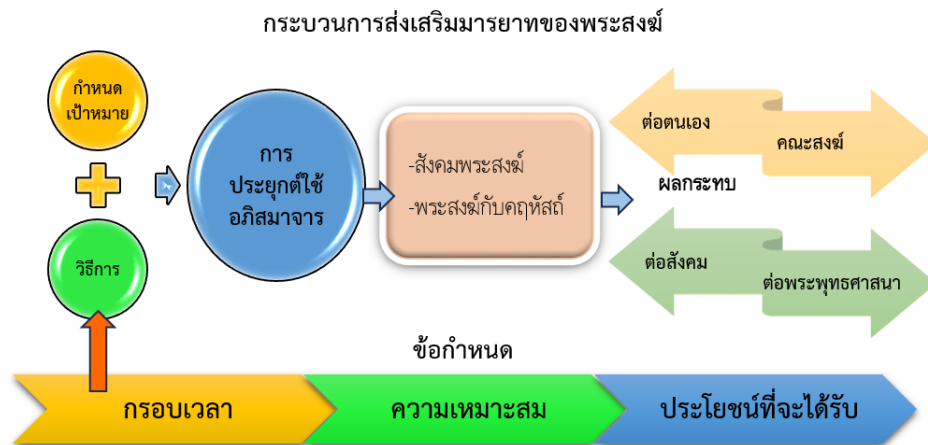 กระบวนการส่งเสริมมารยาทของพระสงฆ์
กำหนด
เป้าหมาย
วิธีการ
การ
ประยุกต์ใช้
อภิสมาจาร
-สังคมพระสงฆ์
-พระสงฆ์กับคฤหัสถ์
ต่อตนเอง
คณะสงฆ์
ผลกระทบ
ต่อสังคม
ต่อพระพุทธศาสนา
ข้อกำหนด
กรอบเวลา
ความเหมาะสม
ประโยชน์ที่จะได้รับ